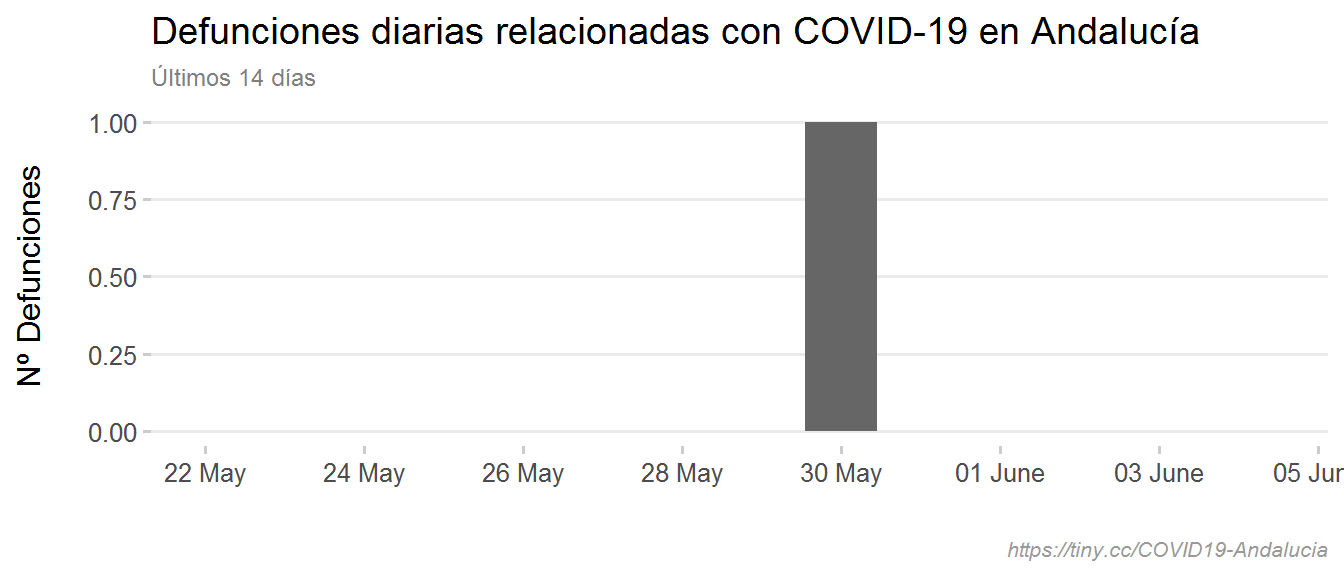 Defunciones diarias relacionadas con COVID-19 en Andalucía
Últimos 14 días
Nº Defunciones
1.00
0.75
0.50
0.25
0.00
22 May 24 May 26 May 28 May 30 May 01 June 03 June 05 Jun
https://tiny.cc/COVID19-Andalucia